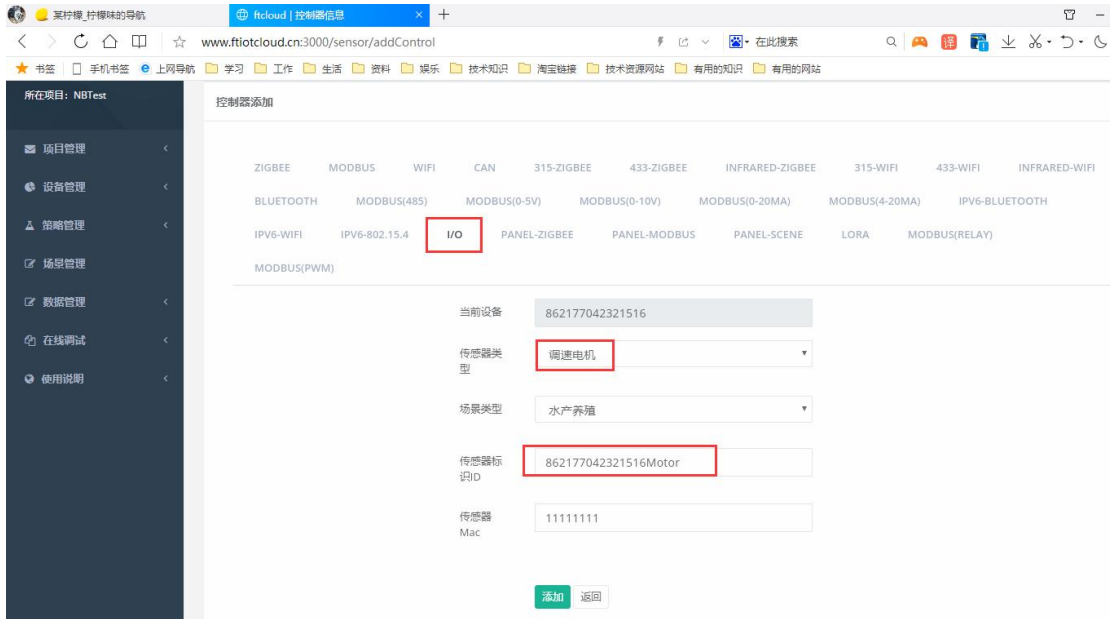 某柠檬_柠檬味的导航
ftcloud | 控制器信息
www.ftiotcloud.cn:3000/sensor/addControl
在此搜索
书签 手机书签 上网导航 学习 工作 生活 资料 娱乐 技术知识 淘宝链接 技术资源网站 有用的知识 有用的网站
所在项目：NBTest
项目管理
设备管理
策略管理
场景管理
数据管理
在线调试
使用说明
控制器添加
ZIGBEE MODBUS WIFI CAN 315-ZIGBEE 433-ZIGBEE INFRARED-ZIGBEE 315-WIFI 433-WIFI INFRARED-WIFI
BLUETOOTH MODBUS(485) MODBUS(0-5V) MODBUS(0-10V) MODBUS(0-20MA) MODBUS(4-20MA) IPV6-BLUETOOTH
IPV6-WIFI IPV6-802.15.4 I/O PANEL-ZIGBEE PANEL-MODBUS PANEL-SCENE LORA MODBUS(RELAY)
MODBUS(PWM)
当前设备 862177042321516
传感器类 调速电机
型
场景类型 水产养殖
传感器标 862177042321516Motor
识ID
传感器 11111111
Mac
添加 返回
译